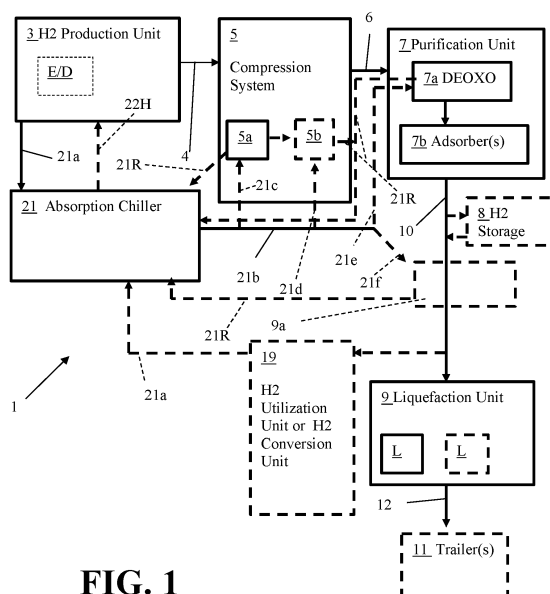 3 H2 Production Unit
E/D
22H
21a
4
5
Compression
System
5a
5b
21R
21c
6
7 Purification Unit
7a DEOXO
7b Adsorber(s)
21R
10
8 H2
Storage
21 Absorption Chiller
21b
21d
21e
21f
21R
9a
21a
1
19
H2
Utilization
Unit or H2
Conversion
Unit
9 Liquefaction Unit
L
L
12
11 Trailer(s)
FIG. 1